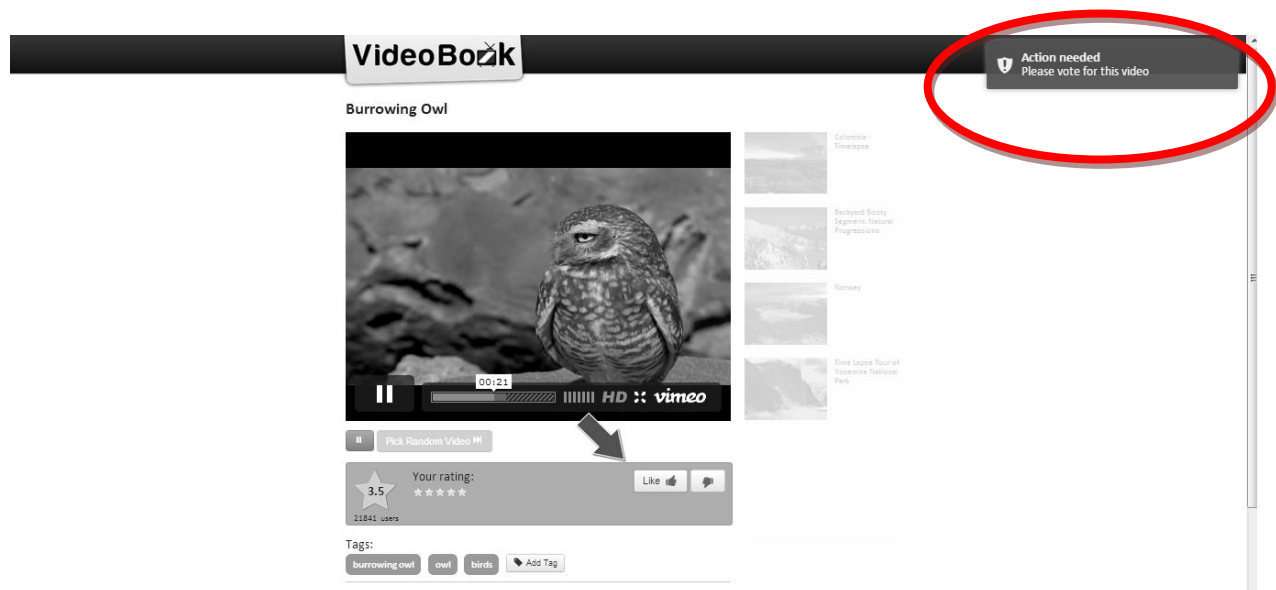 VideoBook
Action needed
Please vote for this video
Burrowing Owl
Colombia -
Timelapse
Backyard Booty
Segment: Natural
Progressions
Norway
Time Lapse Tour of
Yosemite National
Park
00:21
HD vimeo
Pick Random Video
Your rating:
3.5
21841 users
Like
Tags:
burrowing owl owl birds Add Tag